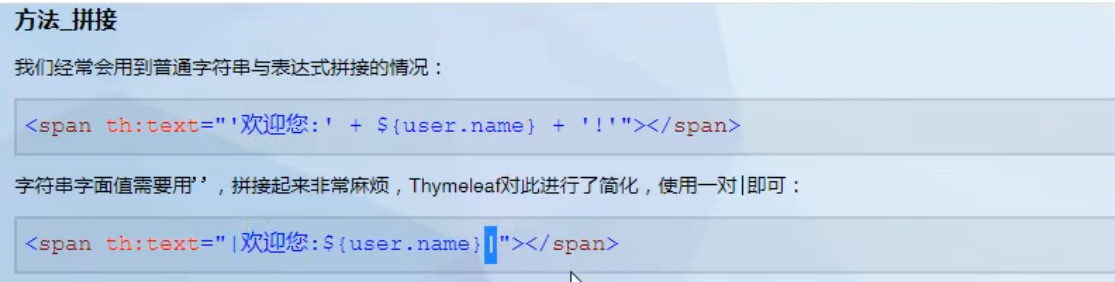 方法_拼接
我们经常会用到普通字符串与表达式拼接的情况：
<span th:text="'欢迎您:' + ${user.name} + '!'"></span>
字符串字面值需要用''，拼接起来非常麻烦，Thymeleaf对此进行了简化，使用一对|即可：
<span th:text="|欢迎您:${user.name}|"></span>